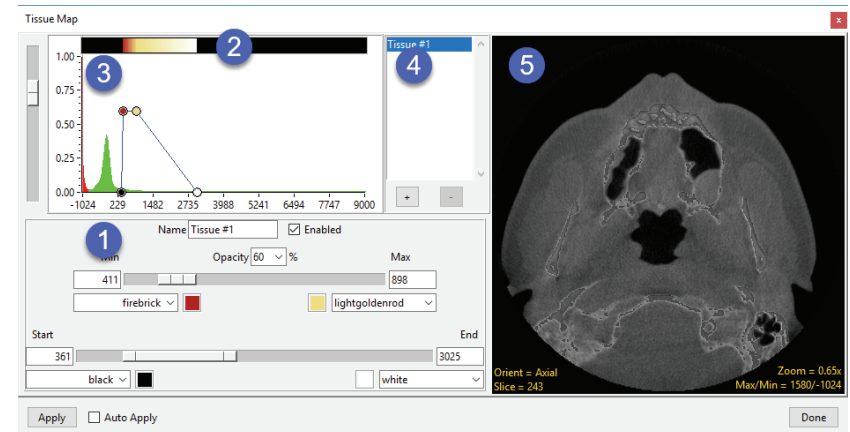 Tissue Map
x
2
Tissue #1
1.00
3
4
5
0.75
0.50
0.25
0.00
-1024 229 1482 2735 3988 5241 6494 7747 9000
+ -
Name Tissue #1 Enabled
1
Min Opacity 60 % Max
411 898
firebrick lightgoldenrod
Start End
361 3025
black white
Orient = Axial Zoom = 0.65x
Slice = 243 Max/Min = 1580/-1024
Apply Auto Apply Done